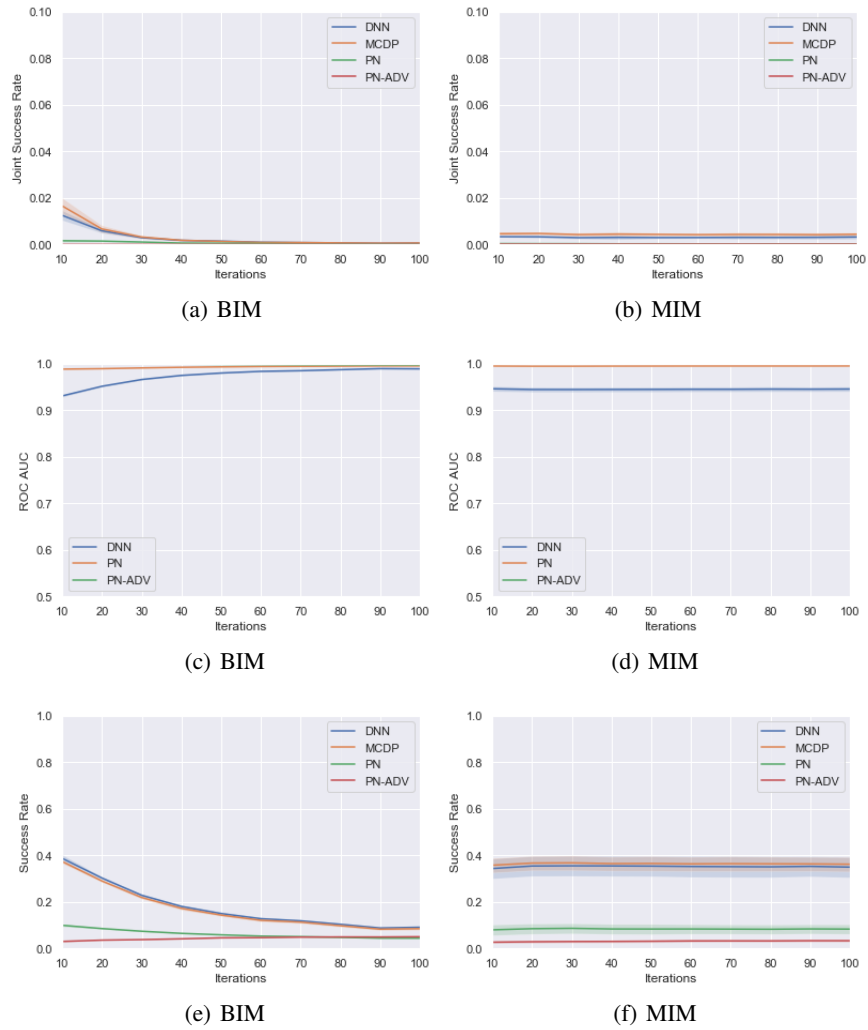 0.10
0.08
0.06
0.04
0.02
0.00
Joint Success Rate
DNN
MCDP
PN
PN-ADV
10 20 30 40 50 60 70 80 90 100
Iterations
(a) BIM
0.10
0.08
0.06
0.04
0.02
0.00
Joint Success Rate
DNN
MCDP
PN
PN-ADV
10 20 30 40 50 60 70 80 90 100
Iterations
(b) MIM
1.0
0.9
0.8
0.7
0.6
0.5
ROC AUC
DNN
PN
PN-ADV
10 20 30 40 50 60 70 80 90 100
Iterations
(c) BIM
1.0
0.9
0.8
0.7
0.6
0.5
ROC AUC
DNN
PN
PN-ADV
10 20 30 40 50 60 70 80 90 100
Iterations
(d) MIM
1.0
0.8
0.6
0.4
0.2
0.0
Success Rate
DNN
MCDP
PN
PN-ADV
10 20 30 40 50 60 70 80 90 100
Iterations
(e) BIM
1.0
0.8
0.6
0.4
0.2
0.0
Success Rate
DNN
MCDP
PN
PN-ADV
10 20 30 40 50 60 70 80 90 100
Iterations
(f) MIM